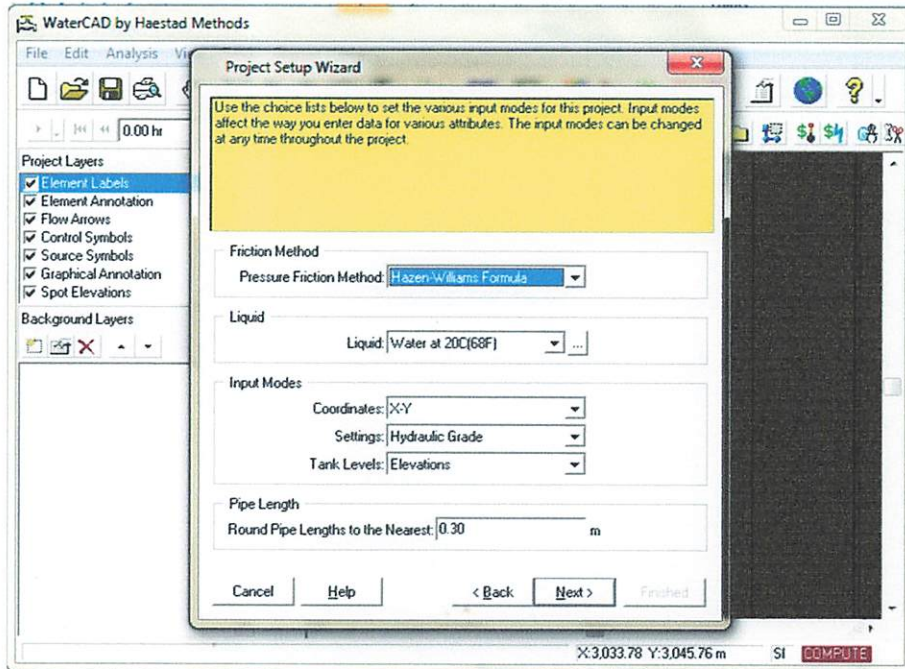 WaterCAD by Haestad Methods
File Edit Analysis
Project Setup Wizard
Use the choice lists below to set the various input modes for this project. Input modes
affect the way you enter data for various attributes. The input modes can be changed
at any time throughout the project.
0.00 hr
Project Layers
Element Labels
Element Annotation
Flow Arrows
Control Symbols
Source Symbols
Graphical Annotation
Spot Elevations
Background Layers
Friction Method
Pressure Friction Method: Hazen-Williams Formula
Liquid
Liquid: Water at 20C(68F) ...
Input Modes
Coordinates: X-Y
Settings: Hydraulic Grade
Tank Levels: Elevations
Pipe Length
Round Pipe Lengths to the Nearest: 0.30 m
Cancel Help < Back Next > Finished
X:3,033.78 Y:3,045.76 m SI COMPUTE